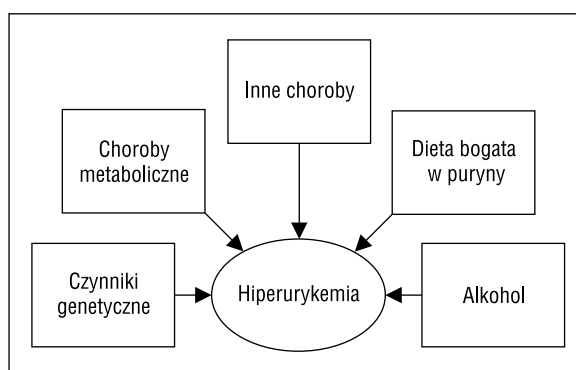 Inne choroby
Choroby
metaboliczne
Dieta bogata
w puryny
Czynniki
genetyczne
Hiperurykemia
Alkohol